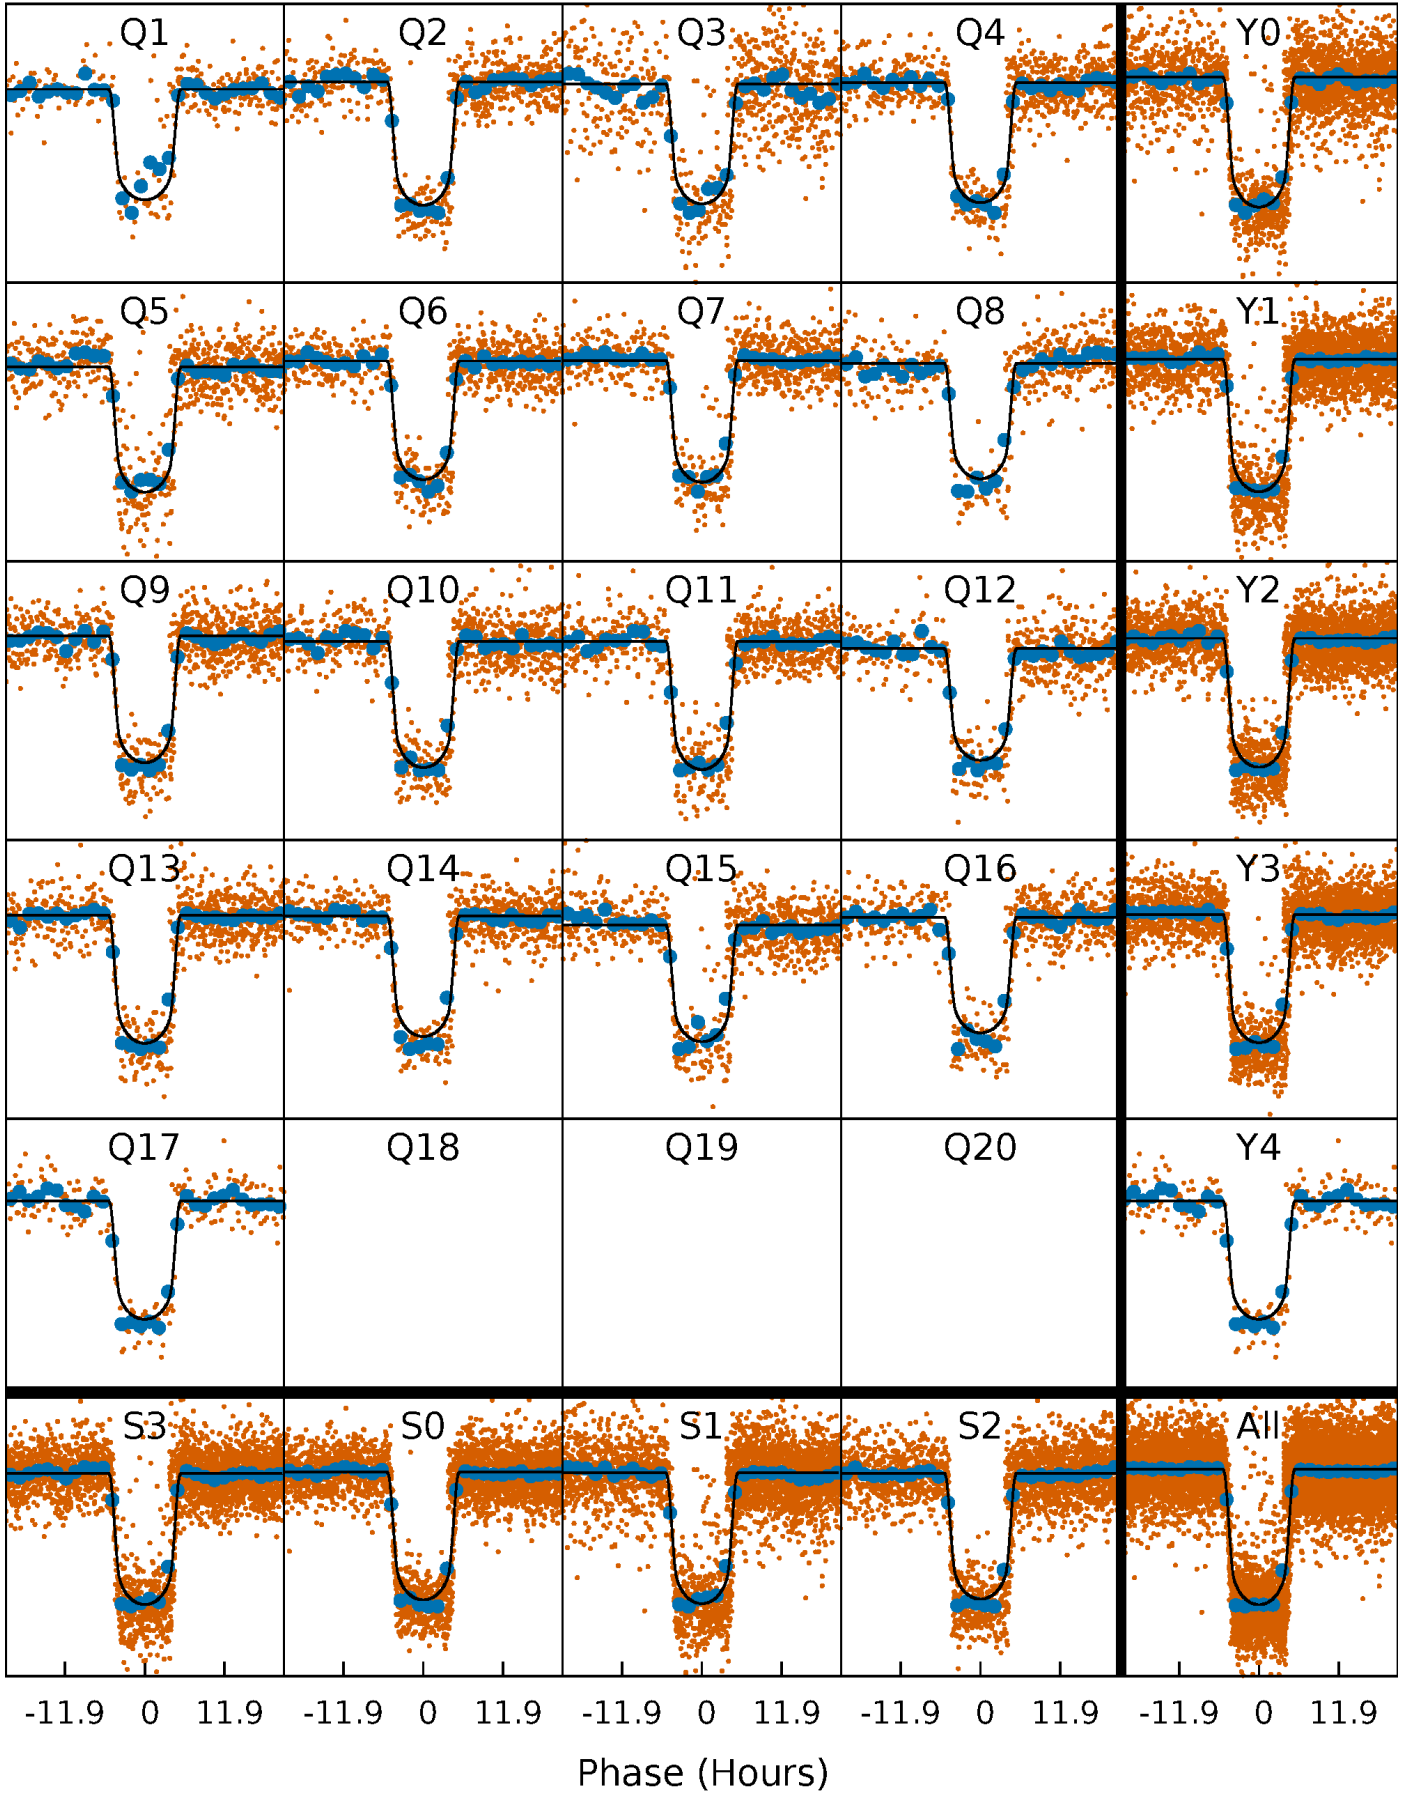 Q1 Q2 Q3 Q4 Y0
Q5 Q6 Q7 Q8 Y1
Q9 Q10 Q11 Q12 Y2
Q13 Q14 Q15 Q16 Y3
Q17 Q18 Q19 Q20 Y4
S3 S0 S1 S2 All
-11.9 0 11.9 -11.9 0 11.9 -11.9 0 11.9 -11.9 0 11.9 -11.9 0 11.9
Phase (Hours)